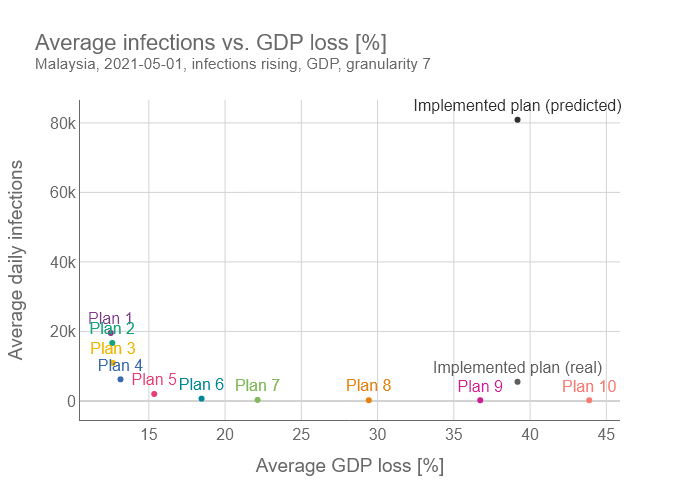 Average infections vs. GDP loss [%]
Malaysia, 2021-05-01, infections rising, GDP, granularity 7
Implemented plan (predicted)
80k
60k
40k
20k
0
Average daily infections
Plan 1
Plan 2
Plan 3
Plan 4
Plan 5
Plan 6
Plan 7
Plan 8
Implemented plan (real)
Plan 9
Plan 10
15
20
25
30
35
40
45
Average GDP loss [%]